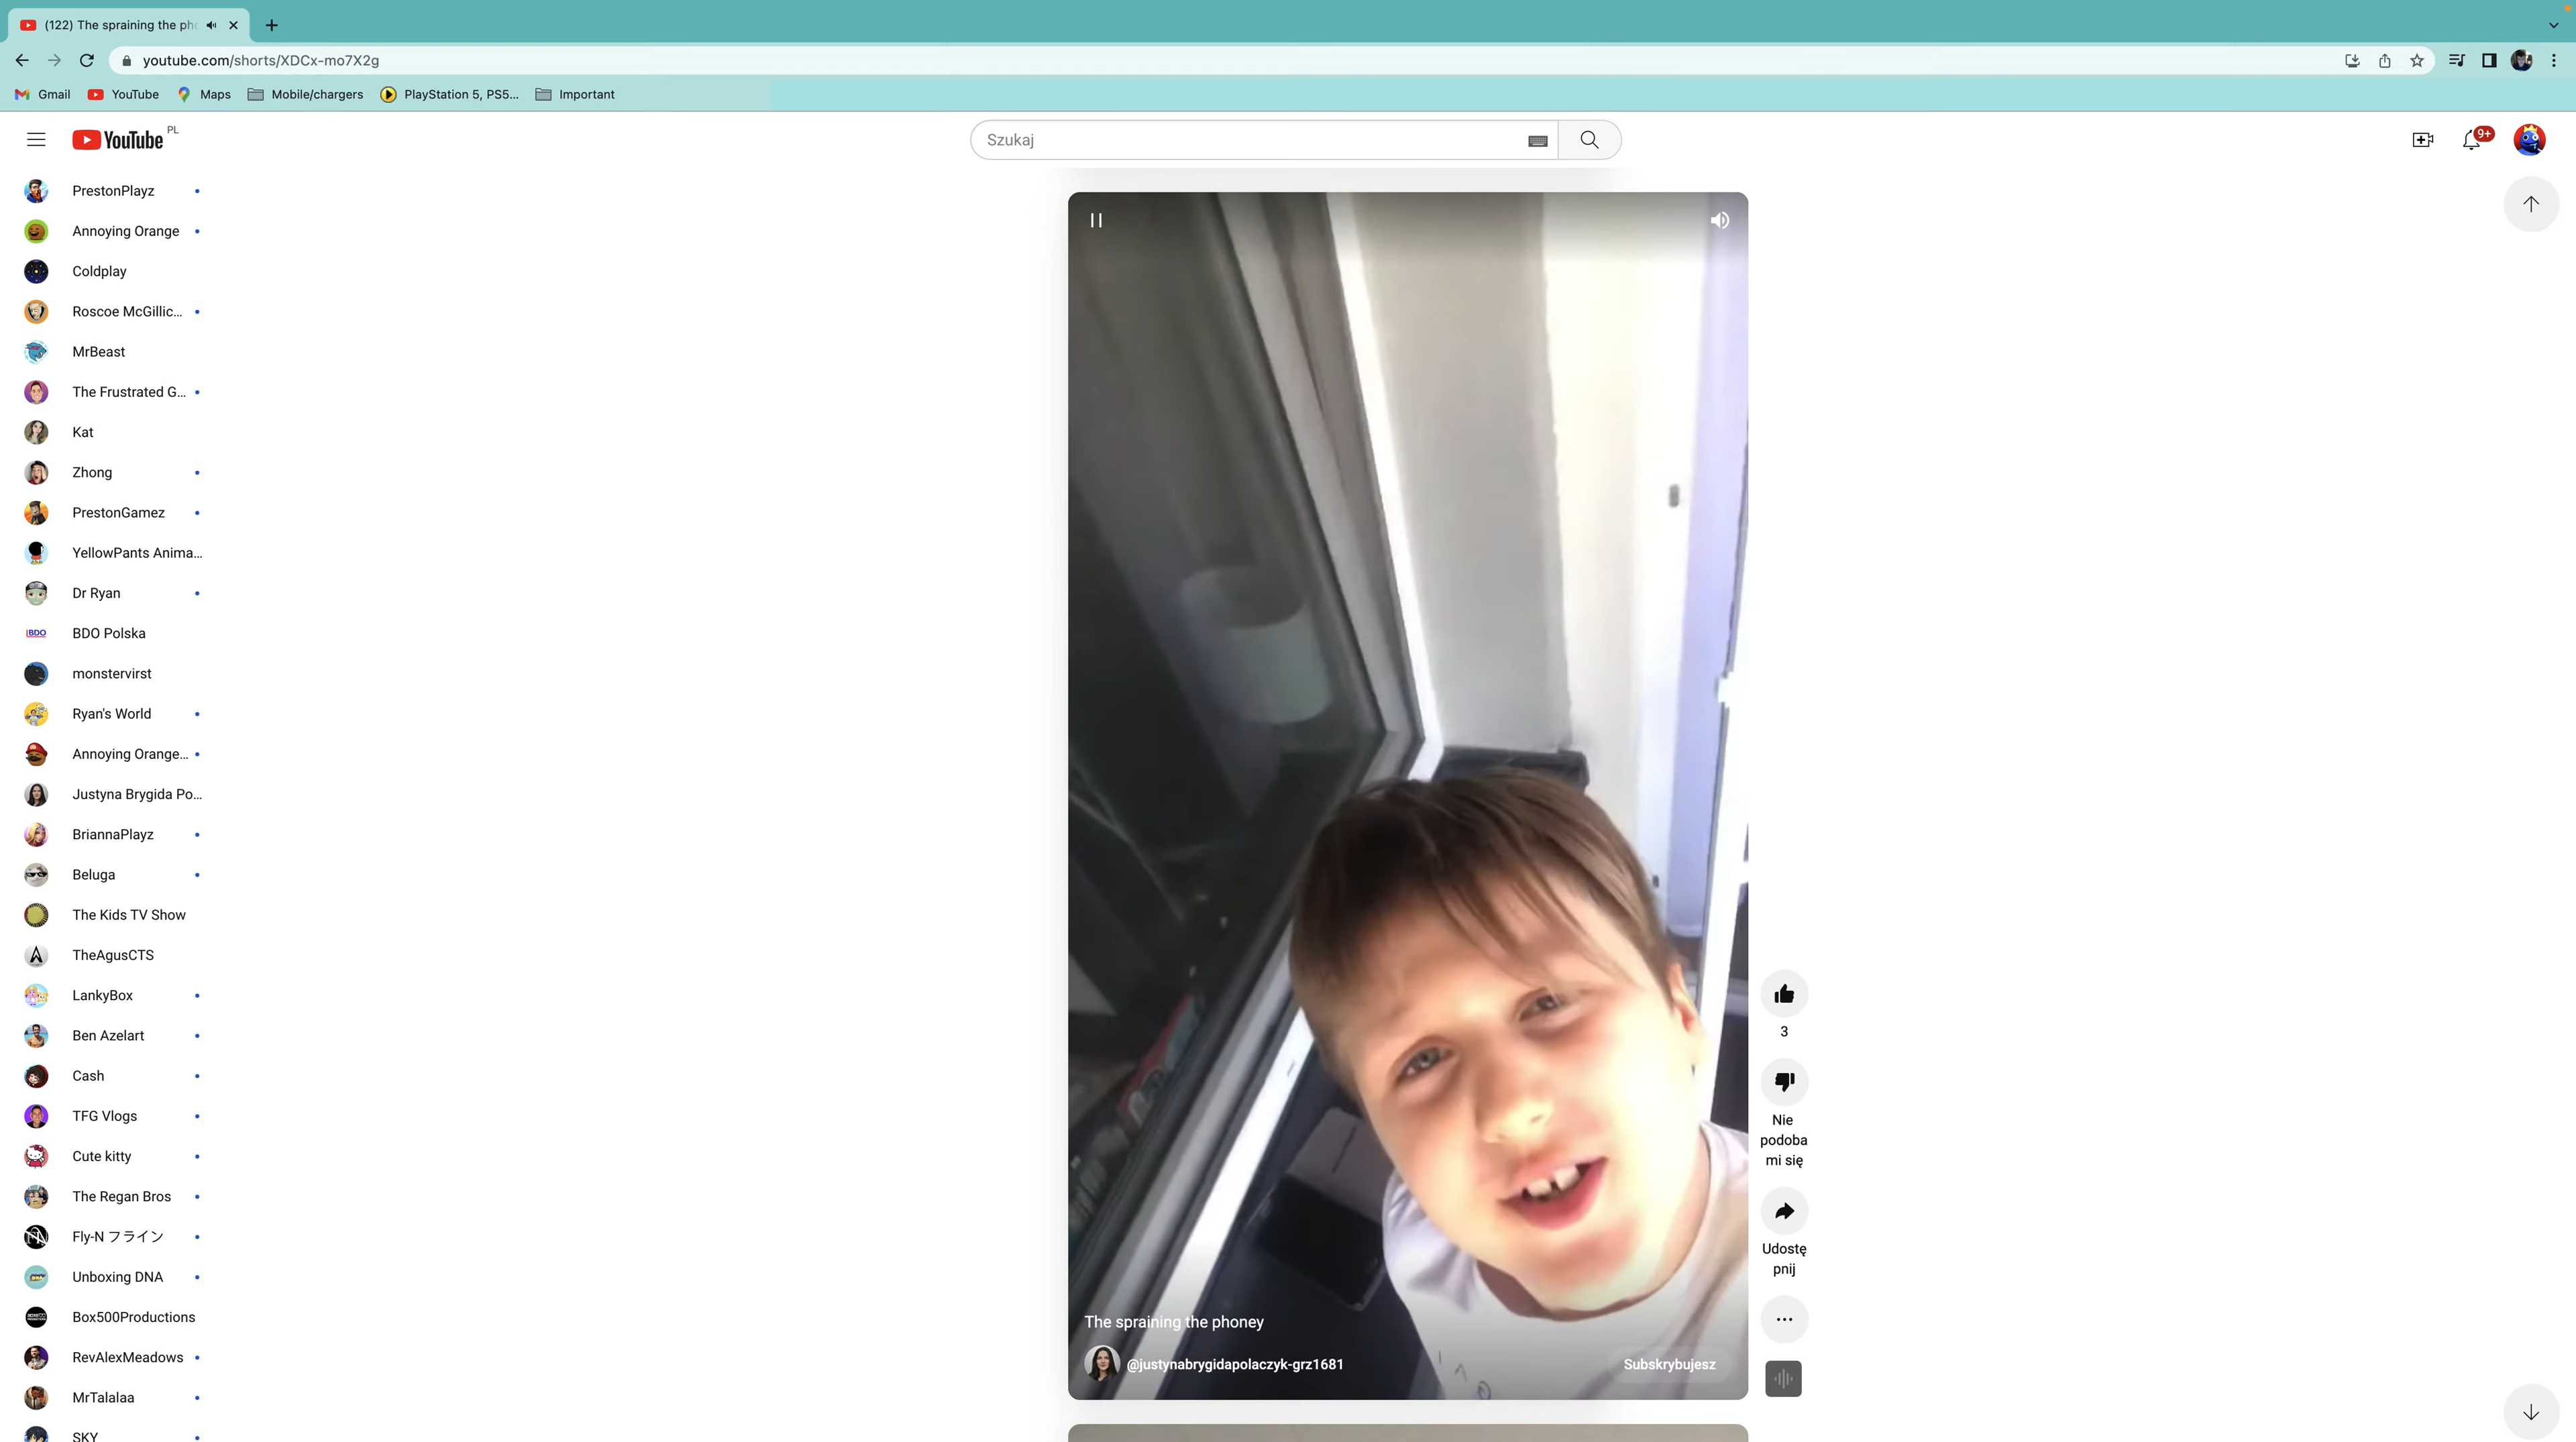 (122) The spraining the pho
youtube.com/shorts/XDCx-mo7X2g
Gmail
YouTube
Maps
Mobile/chargers
PlayStation 5, PS5...
Important
YouTube PL
Szukaj
9+
PrestonPlayz
Annoying Orange
Coldplay
Roscoe McGillic...
MrBeast
The Frustrated G...
Kat
Zhong
PrestonGamez
YellowPants Anima...
Dr Ryan
BDO
BDO Polska
monstervirst
Ryan's World
Annoying Orange...
Justyna Brygida Po...
BriannaPlayz
Beluga
The Kids TV Show
TheAgusCTS
LankyBox
Ben Azelart
Cash
TFG Vlogs
Cute kitty
The Regan Bros
Fly-N フライン
Unboxing DNA
Box500Productions
RevAlexMeadows
MrTalalaa
SKY
The spraining the phoney
@justynabrygidapolaczyk-grz1681
Subskrybujesz
3
Nie
podoba
mi się
Udostę
pnij